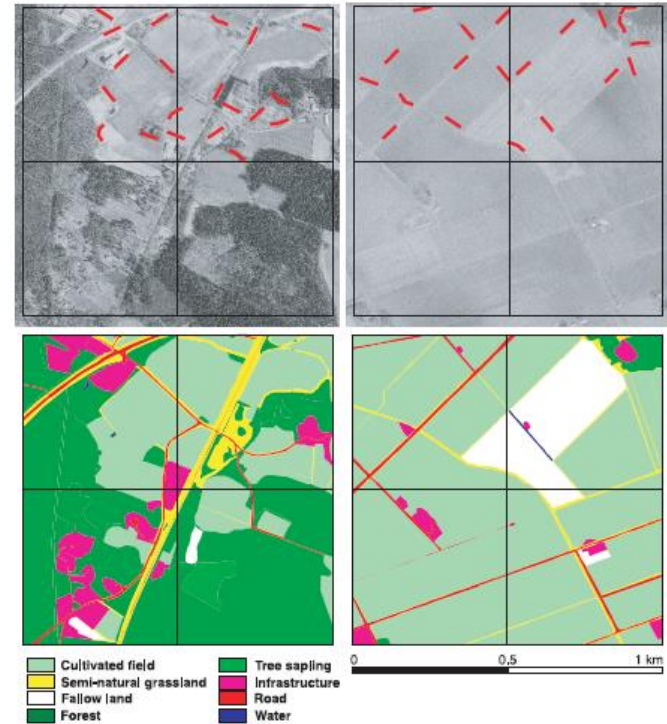 Cultivated field
Semi-natural grassland
Fallow land
Forest
Tree sapling
Infrastructure
Road
Water
0 0.5 1 km